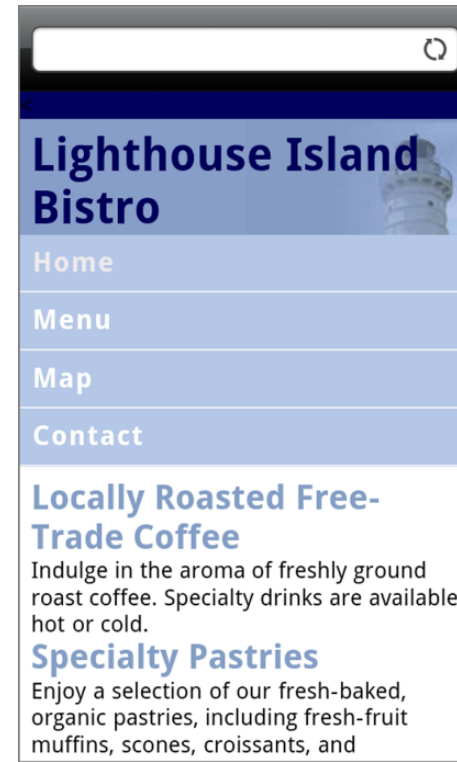 <
Lighthouse Island
Bistro
Home
Menu
Map
Contact
Locally Roasted Free-
Trade Coffee
Indulge in the aroma of freshly ground
roast coffee. Specialty drinks are available
hot or cold.
Specialty Pastries
Enjoy a selection of our fresh-baked,
organic pastries, including fresh-fruit
muffins, scones, croissants, and